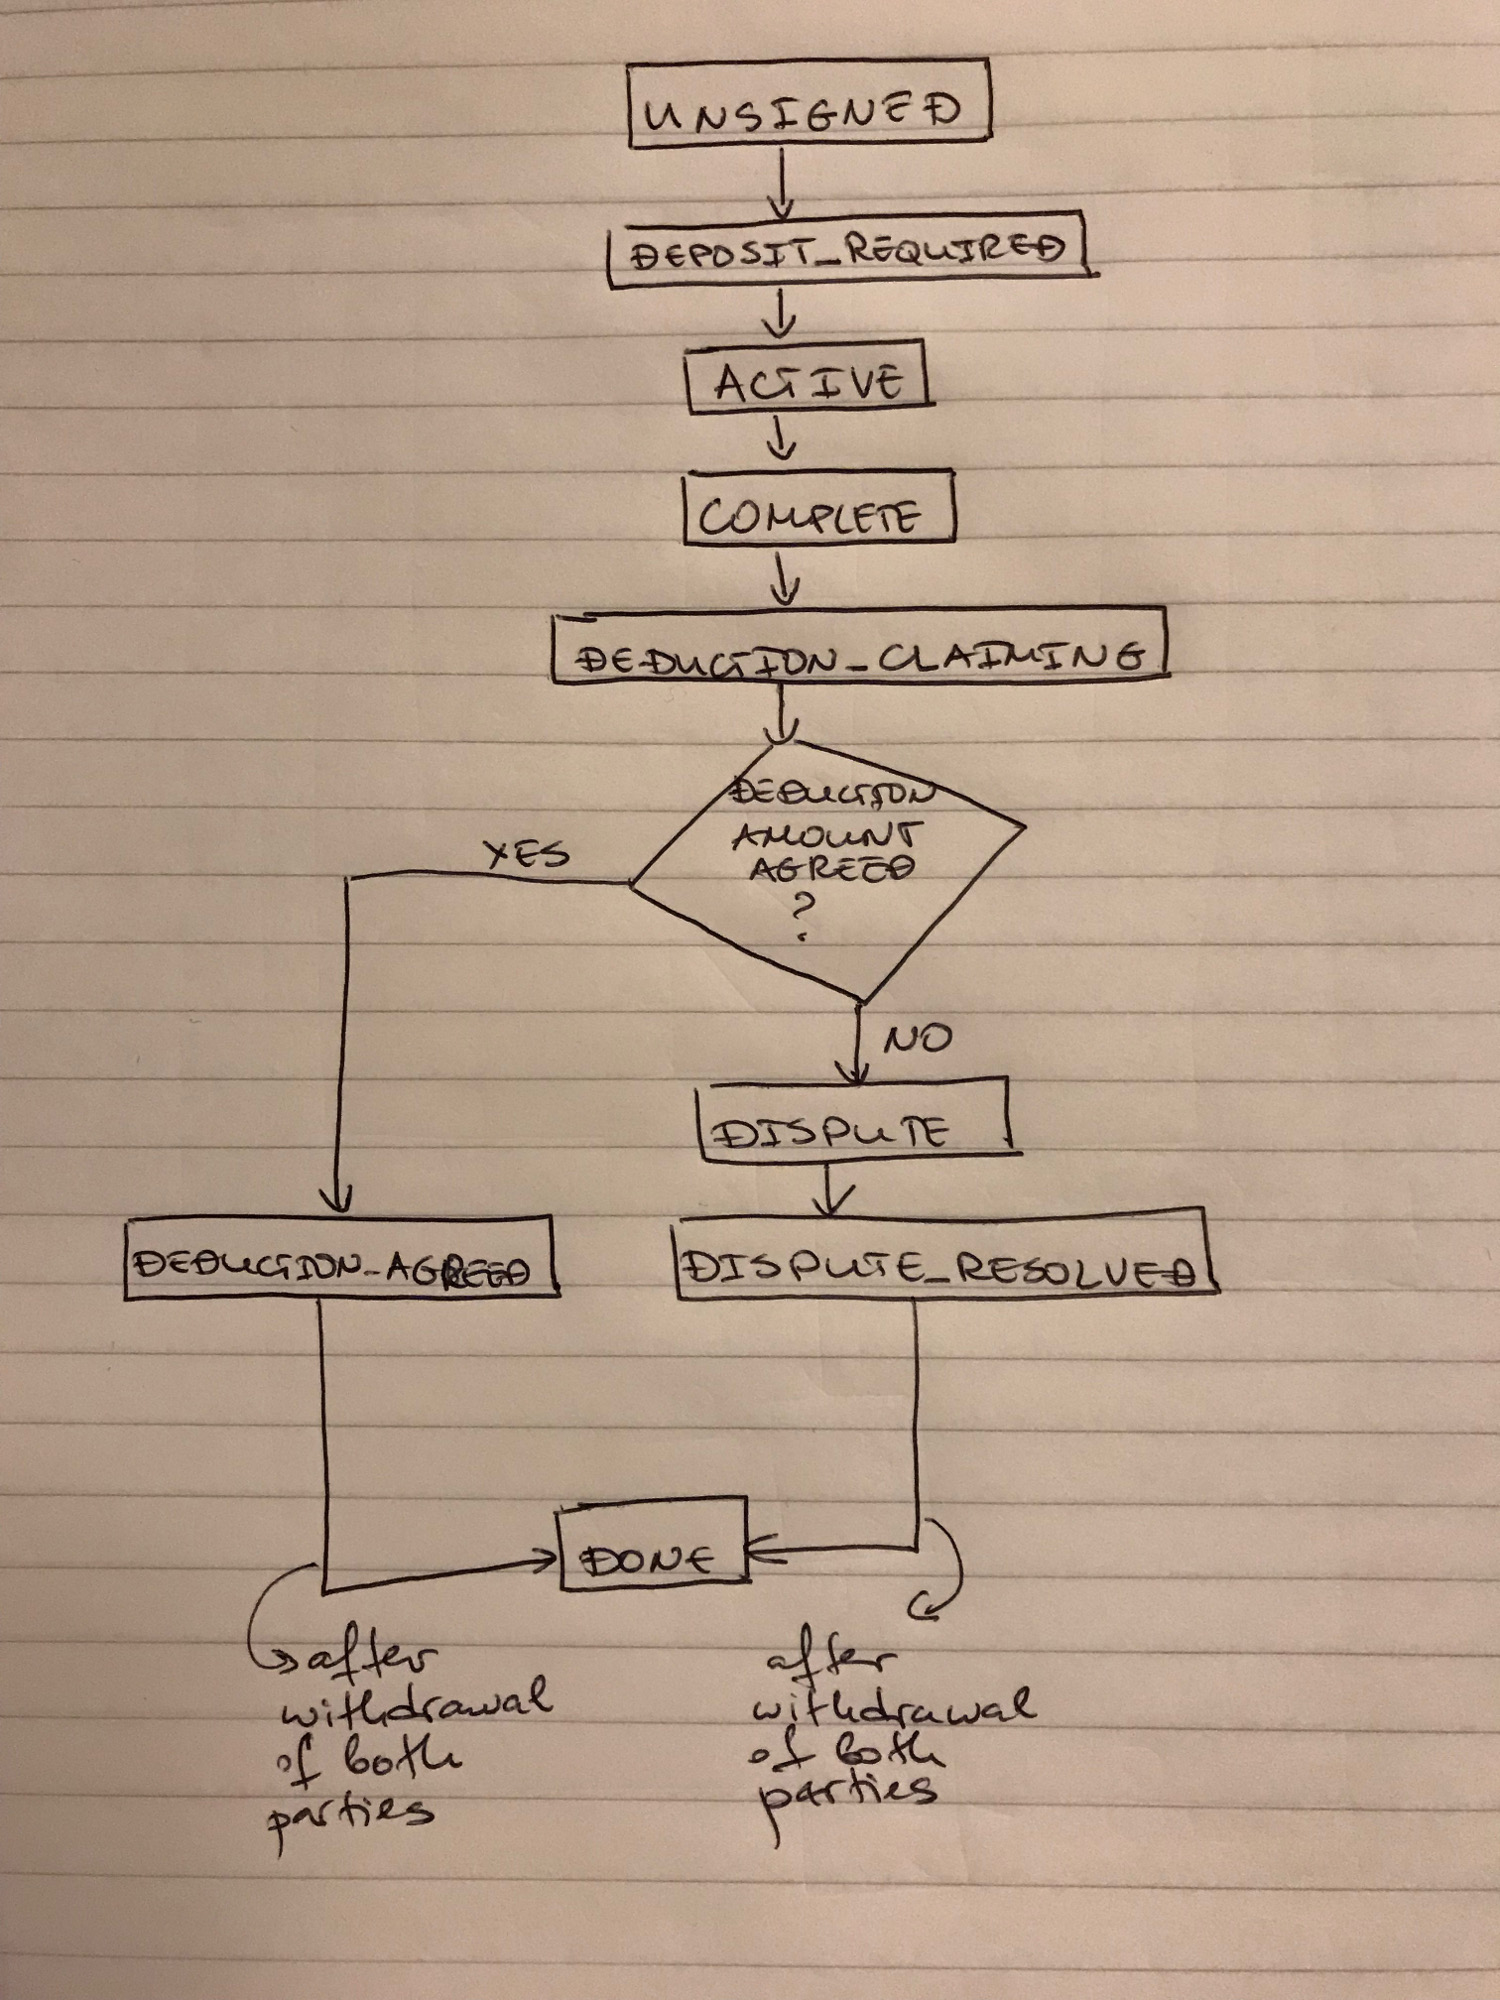 UNSIGNED
DEPOSIT_REQUIRED
ACTIVE
COMPLETE
DEDUCTION_CLAIMING
DEDUCTION
AMOUNT
AGREED
?
YES
NO
DISPUTE
DEDUCTION_AGREED
DISPUTE_RESOLVED
DONE
after
withdrawal
of both
parties
after
withdrawal
of both
parties